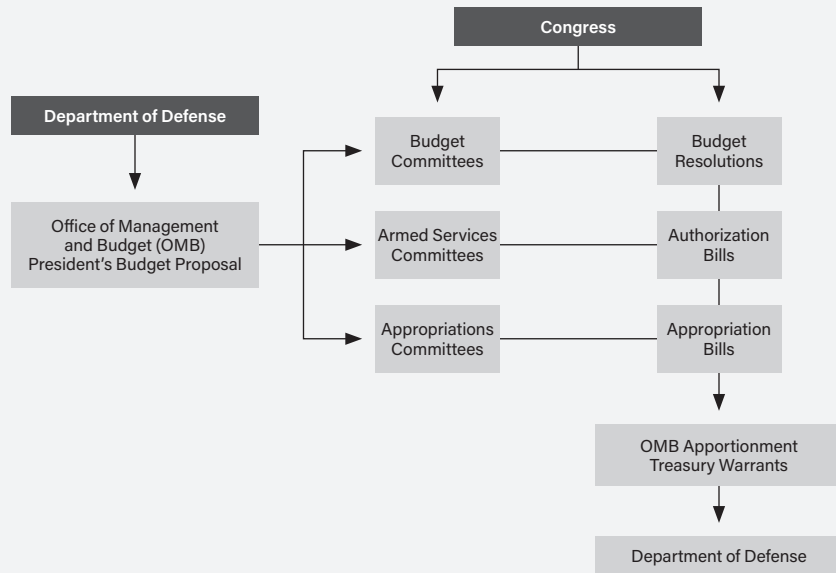 Congress
Department of Defense
Office of Management
and Budget (OMB)
President’s Budget Proposal
Budget
Committees
Budget
Resolutions
Armed Services
Committees
Authorization
Bills
Appropriations
Committees
Appropriation
Bills
OMB Apportionment
Treasury Warrants
Department of Defense